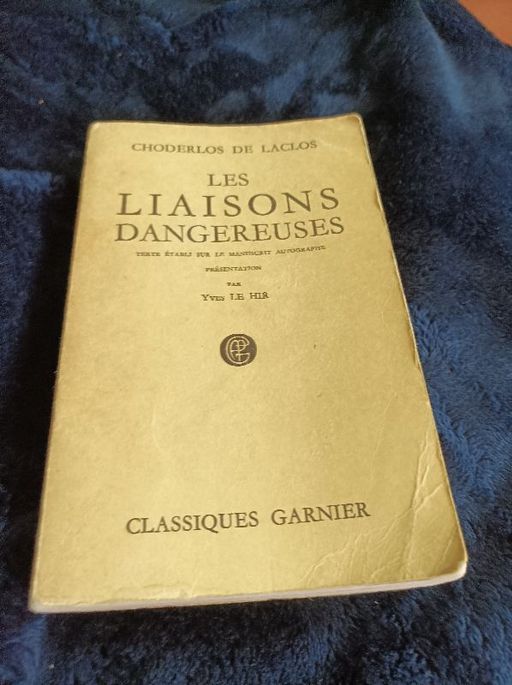 CHODERLOS DE LACLOS
LES
LIAISONS
DANGEREUSES
TEXTE ÉTABLI SUR LE MANUSCRIT AUTOGRAPHE
PRÉSENTATION
PAR
YVES LE HIR
CLASSIQUES GARNIER